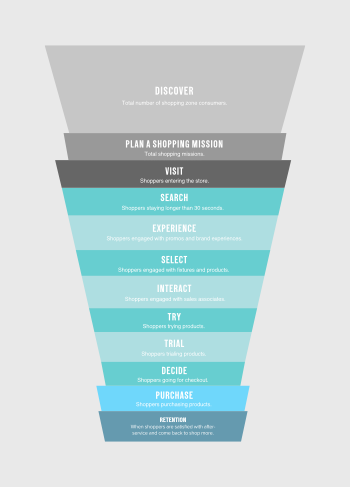 DISCOVER
Total number of shopping zone consumers.
PLAN A SHOPPING MISSION
Total shopping missions.
VISIT
Shoppers entering the store.
SEARCH
Shoppers staying longer than 30 seconds.
EXPERIENCE
Shoppers engaged with product and brand experiences.
SELECT
Shoppers engaged with fixtures and products.
INTERACT
Shoppers engaged with sales associates.
TRY
Shoppers trying products.
TRIAL
Shoppers trialing products.
DECIDE
Shoppers going for checkout.
PURCHASE
Shoppers purchasing products.
RETENTION
When shoppers are satisfied with after-
service and come back to shop more.